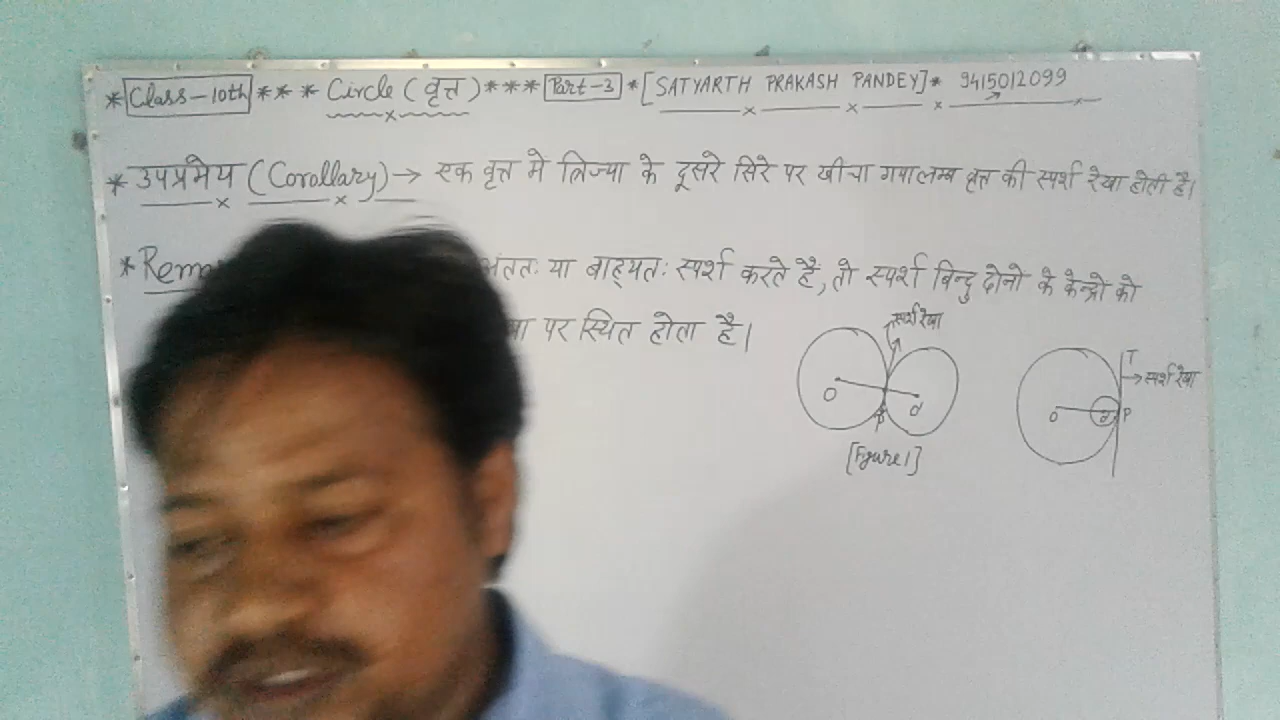 *Class-10th*** Circle (वृत्त)***Part-3*[SATYARTH PRAKASH PANDEY]* 9415012099
*उपप्रमेय (Corollary)→ एक वृत्त मे त्रिज्या के दूसरे सिरे पर खींचा गया लम्ब वृत्त की स्पर्श रेखा होती है।
*Rem अंततः या बाह्यतः स्पर्श करते है, तो स्पर्श बिन्दु दोनो के केन्द्रो को
पर स्थित होता है।
स्पर्श रेखा
O P O'
[Figure 1]
T
→स्पर्श रेखा
O O' P